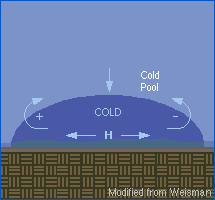 Cold
Pool
COLD
+
-
H
Modified from Weisman